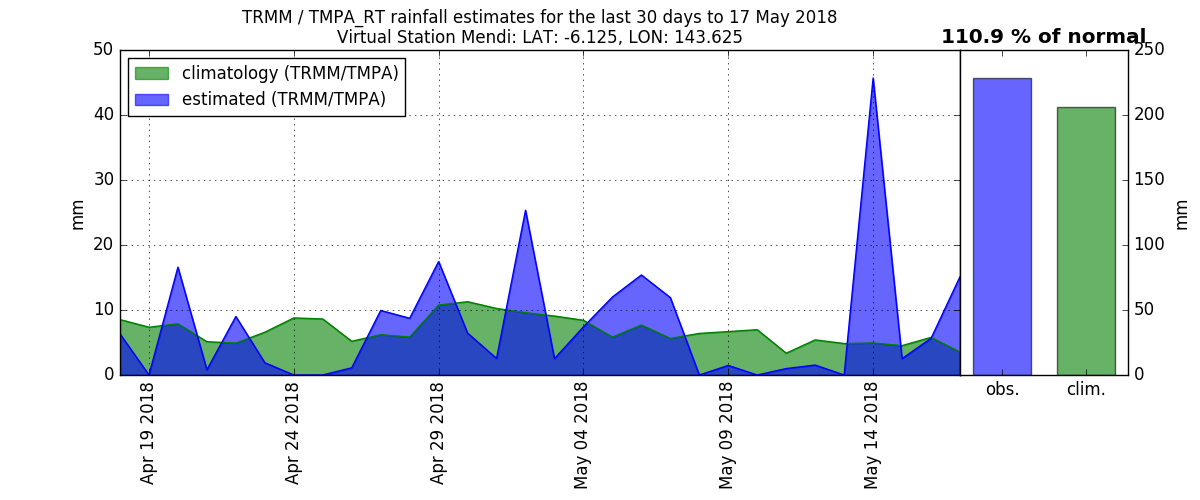 TRMM / TMPA_RT rainfall estimates for the last 30 days to 17 May 2018
Virtual Station Mendi: LAT: -6.125, LON: 143.625
110.9 % of normal
climatology (TRMM/TMPA)
estimated (TRMM/TMPA)
50
40
30
20
10
0
mm
250
200
150
100
50
0
mm
Apr 19 2018
Apr 24 2018
Apr 29 2018
May 04 2018
May 09 2018
May 14 2018
obs.
clim.